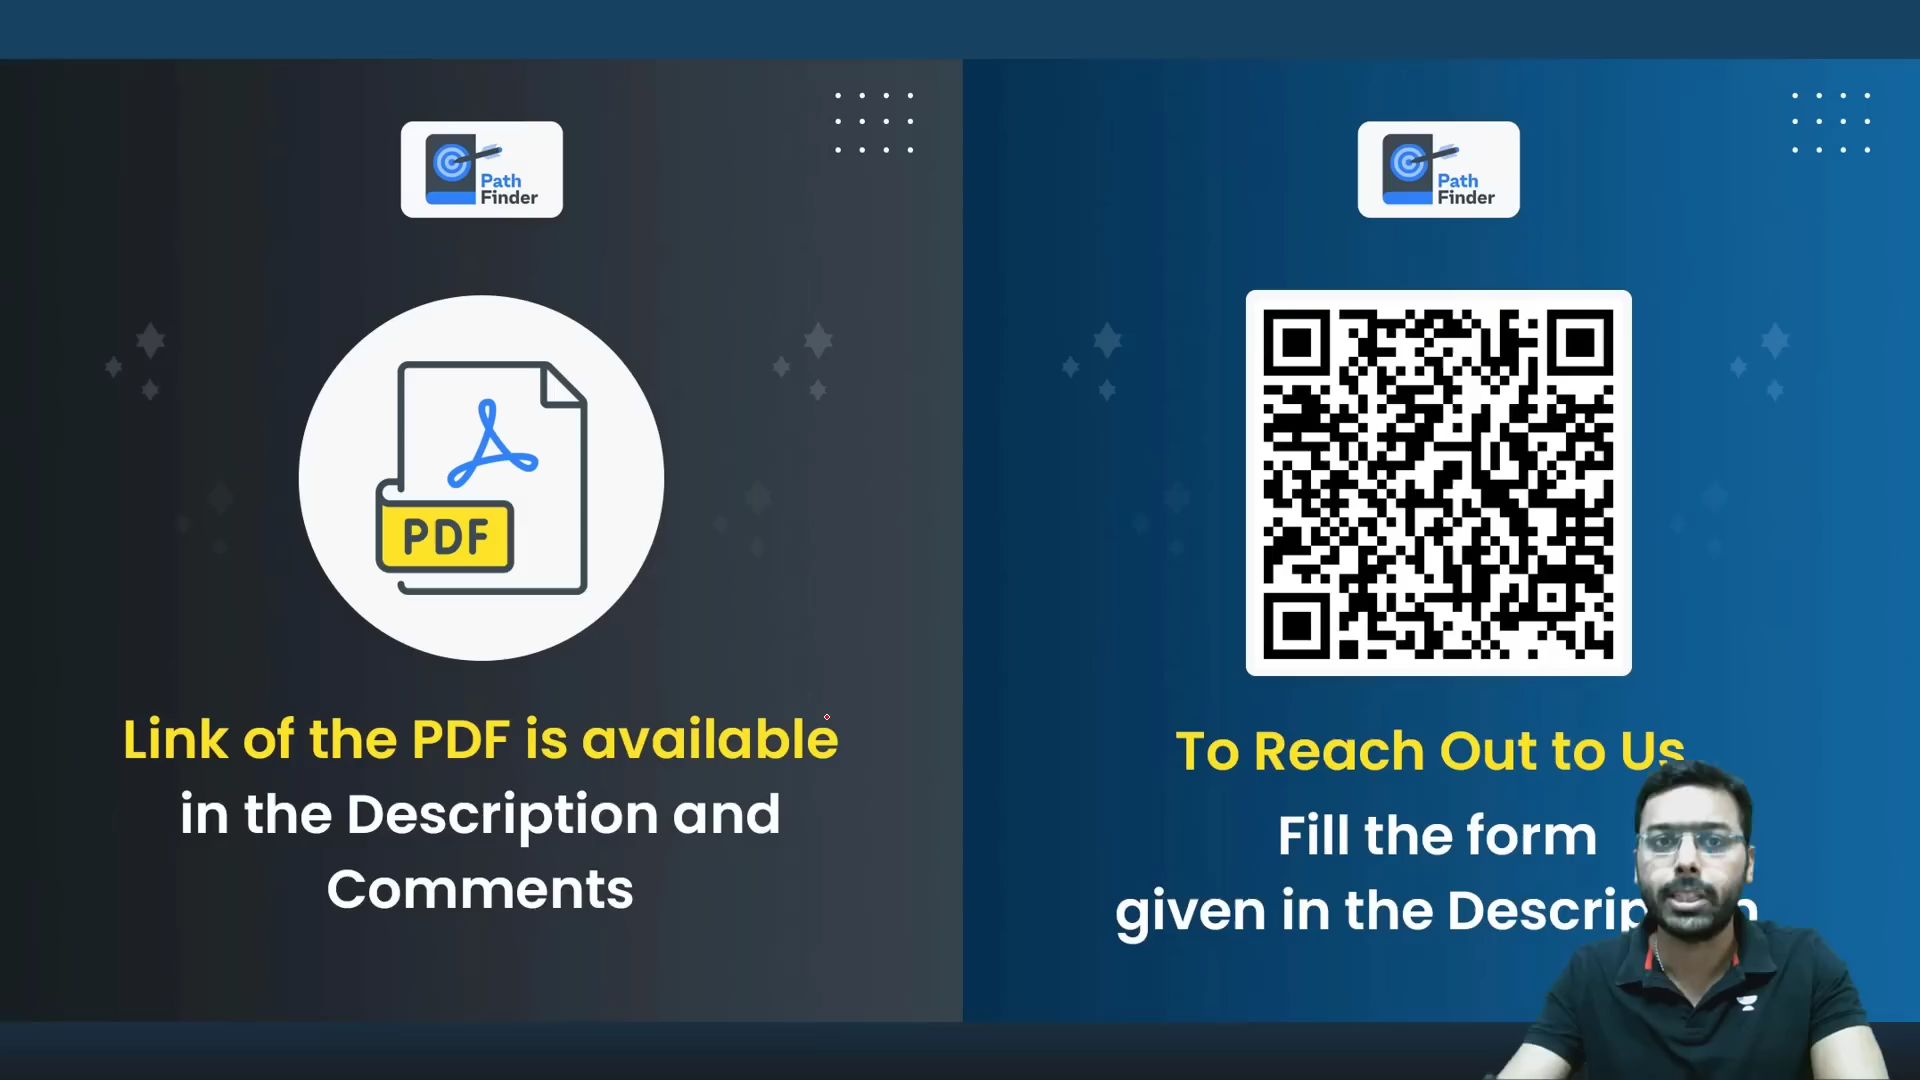 Path
Finder
PDF
Link of the PDF is available
in the Description and
Comments
Path
Finder
To Reach Out to Us
Fill the form
given in the